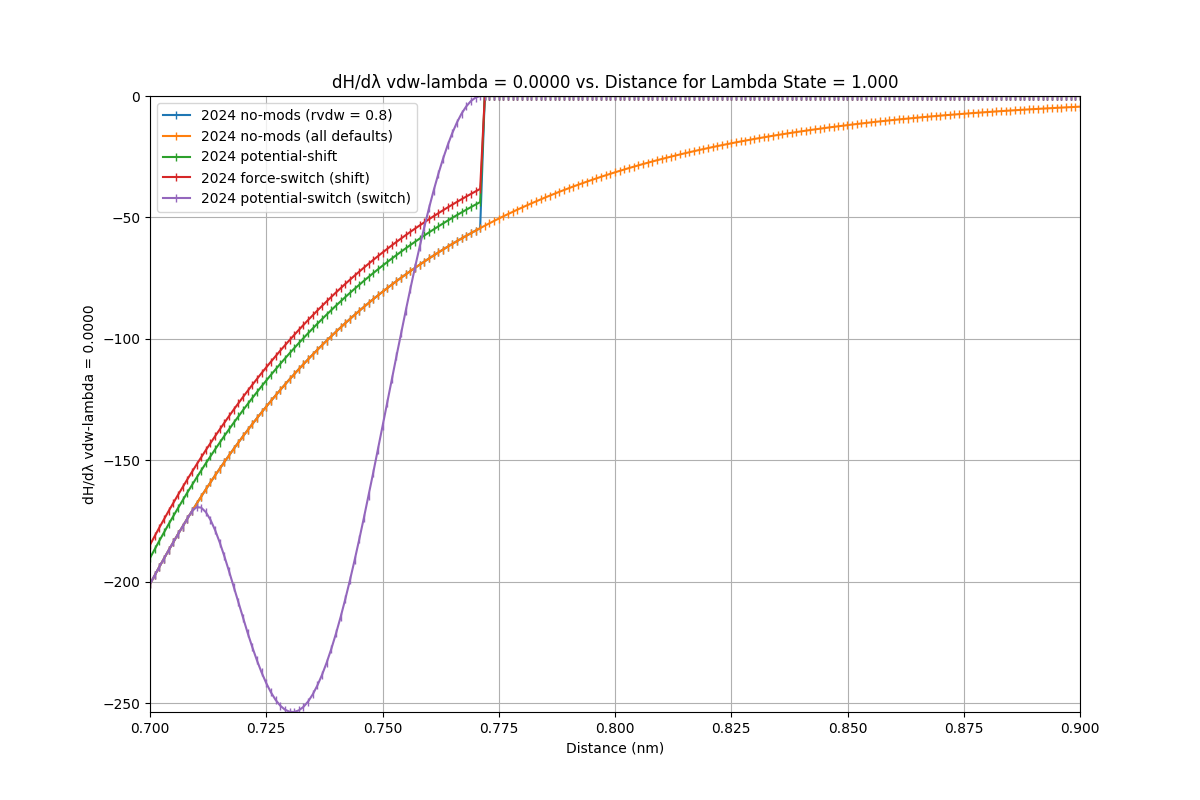 dH/dλ vdw-lambda = 0.0000 vs. Distance for Lambda State = 1.000
2024 no-mods (rvdw = 0.8)
2024 no-mods (all defaults)
2024 potential-shift
2024 force-switch (shift)
2024 potential-switch (switch)
0
−50
−100
−150
−200
−250
dH/dλ vdw-lambda = 0.0000
0.700
0.725
0.750
0.775
0.800
0.825
0.850
0.875
0.900
Distance (nm)